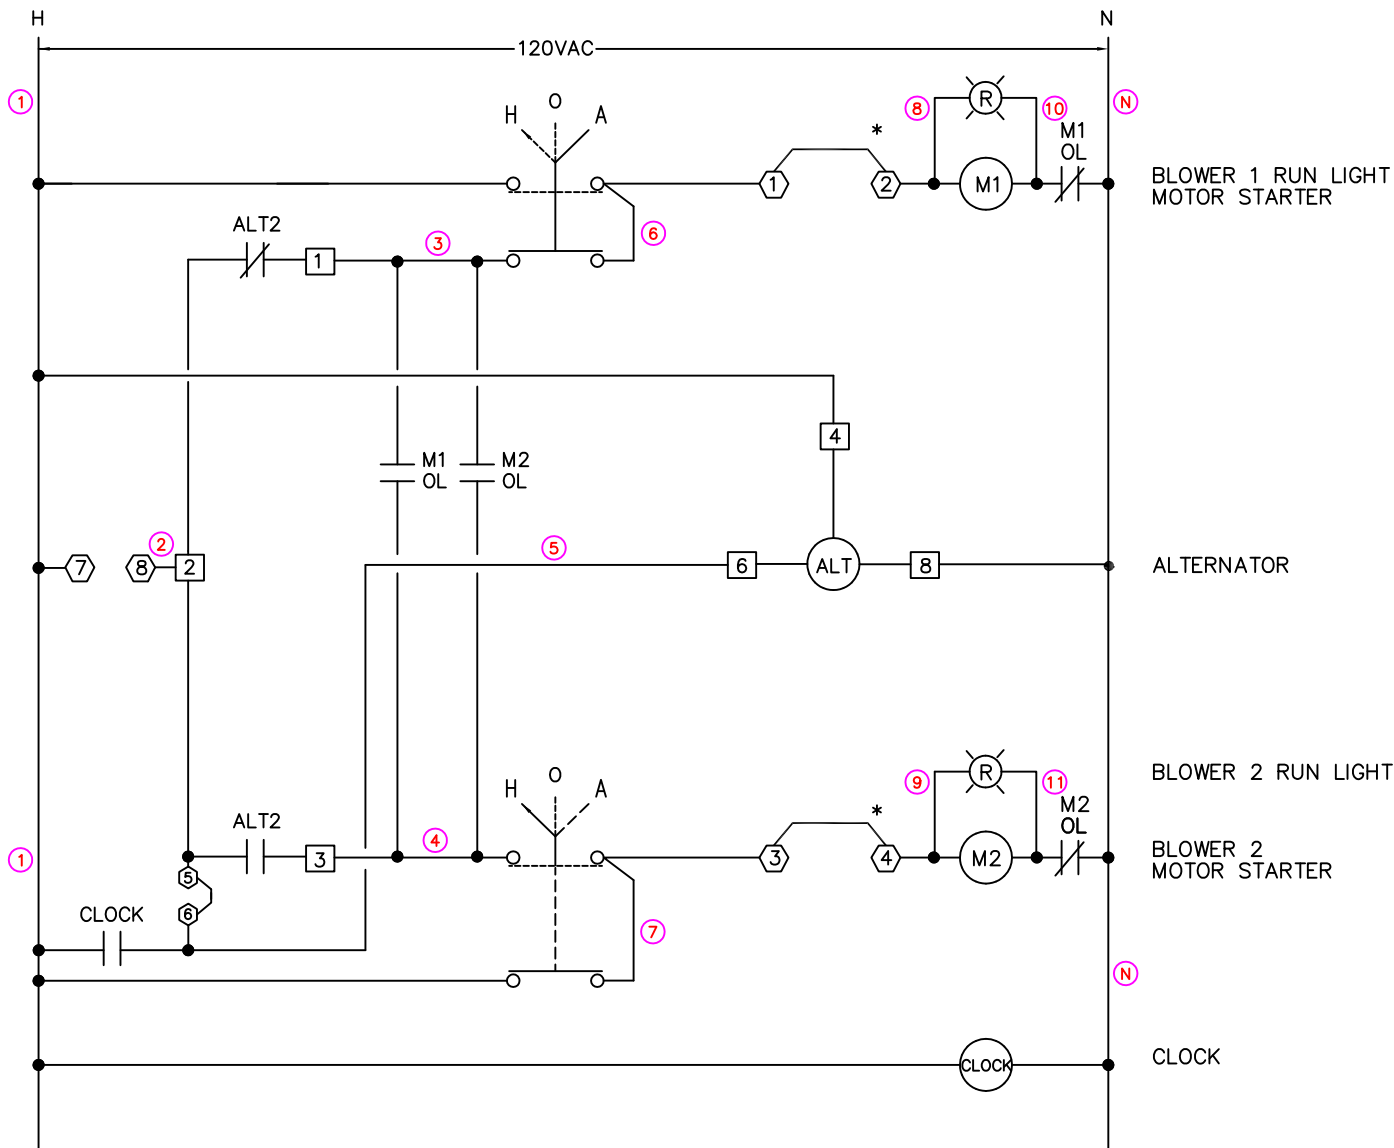 H
N
120VAC
1
H
O
A
8
R
10
N
*
M1
OL
1
2
M1
BLOWER 1 RUN LIGHT
MOTOR STARTER
ALT2
3
6
1
4
M1
OL
M2
OL
2
5
7
8
2
6
ALT
8
ALTERNATOR
H
O
A
9
R
11
BLOWER 2 RUN LIGHT
ALT2
*
M2
OL
1
3
4
3
4
M2
BLOWER 2
MOTOR STARTER
5
6
CLOCK
7
N
CLOCK
CLOCK